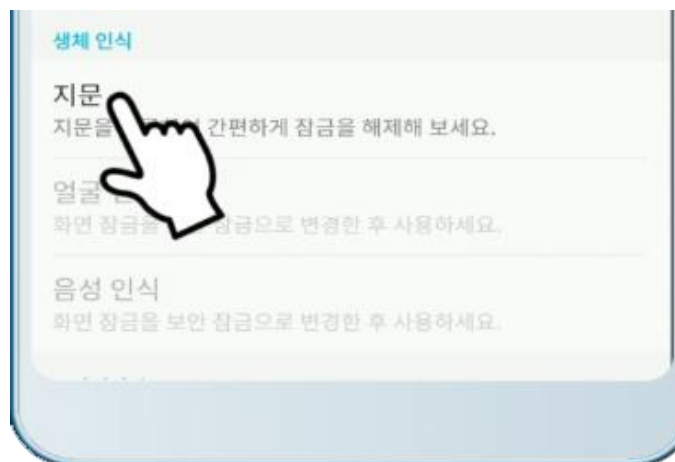 생체 인식
지문
지문을 간편하게 잠금을 해제해 보세요.
얼굴
화면 잠금을 잠금으로 변경한 후 사용하세요.
음성 인식
화면 잠금을 보안 잠금으로 변경한 후 사용하세요.